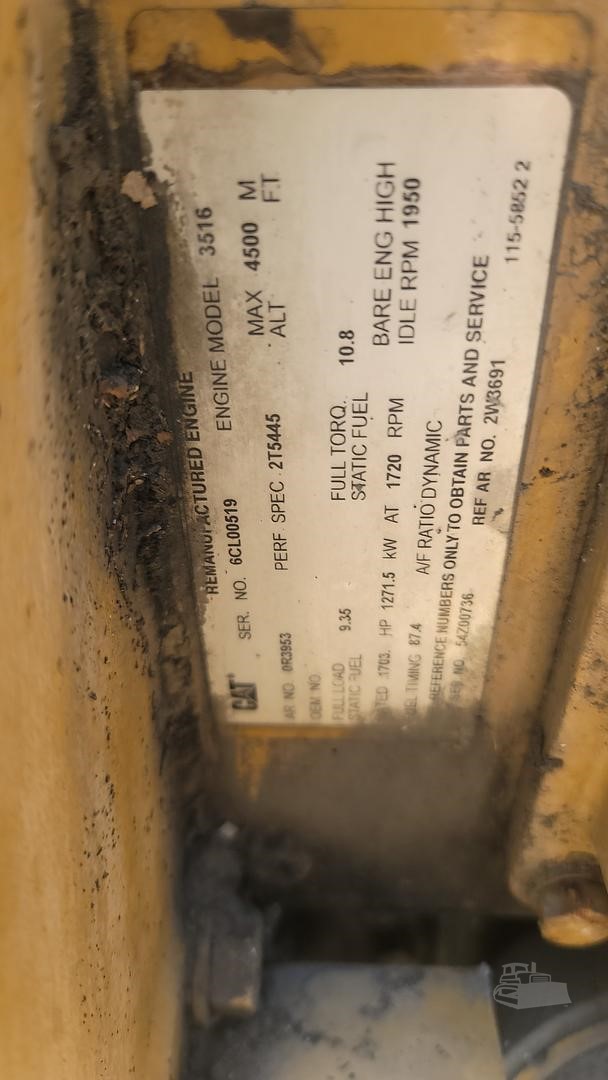 REMANUFACTURED ENGINE
CAT SER. NO. 6CL00519 ENGINE MODEL 3516
AR NO 0R3953 PERF SPEC 2T5445 MAX ALT 4500 M FT
OEM NO
FULL LOAD STATIC FUEL 9.35 FULL TORQ. STATIC FUEL 10.8
1703. HP 1271.5 kW AT 1720 RPM BARE ENG HIGH IDLE RPM 1950
TIMING 87.4 A/F RATIO DYNAMIC
REFERENCE NUMBERS ONLY TO OBTAIN PARTS AND SERVICE
SER NO. 54Z00736 REF AR NO. 2W3691
115-5852 2